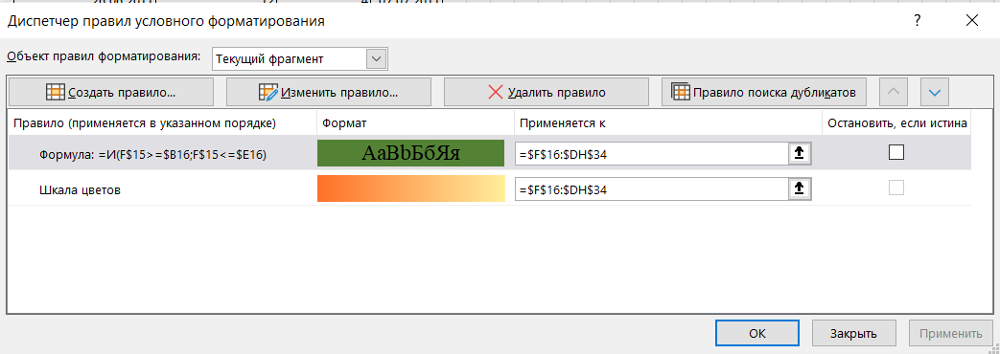 Диспетчер правил условного форматирования
?
Объект правил форматирования: Текущий фрагмент
Создать правило... Изменить правило... Удалить правило Правило поиска дубликатов
Правило (применяется в указанном порядке) Формат Применяется к Остановить, если истина
Формула: =И(F$15>=$B16;F$15<=$E16) АаВbБбЯя =$F$16:$DH$34
Шкала цветов =$F$16:$DH$34
ОК Закрыть Применить